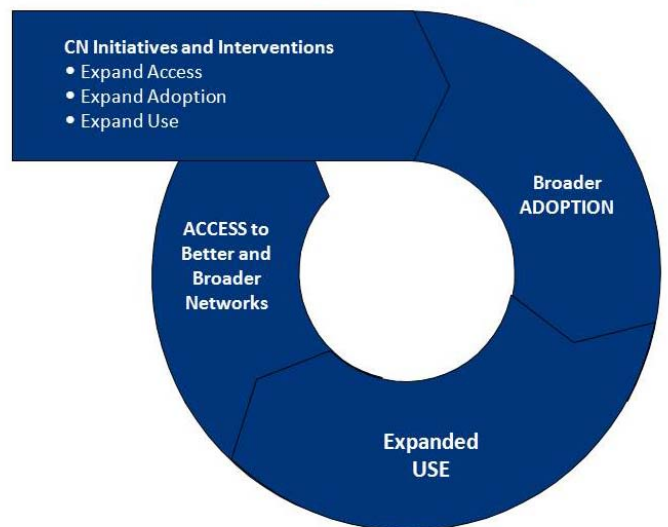 CN Initiatives and Interventions
• Expand Access
• Expand Adoption
• Expand Use
Broader
ADOPTION
Expanded
USE
ACCESS to
Better and
Broader
Networks